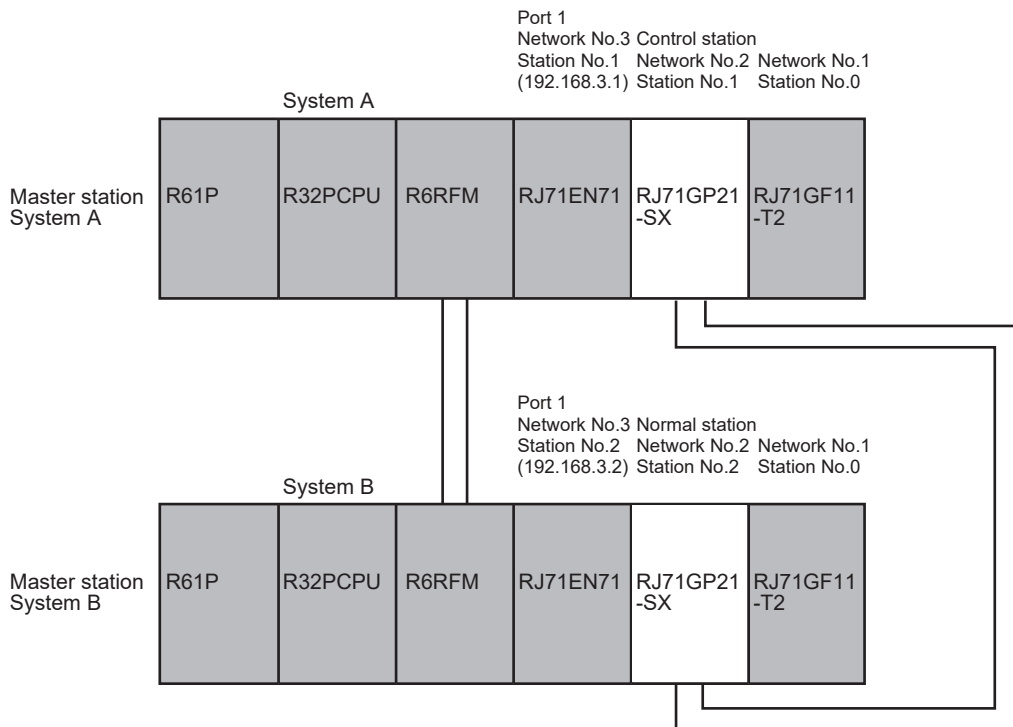 Port 1
Network No.3 Control station
Station No.1 Network No.2 Network No.1
(192.168.3.1) Station No.1 Station No.0
System A
Master station
System A
R61P
R32PCPU
R6RFM
RJ71EN71
RJ71GP21
-SX
RJ71GF11
-T2
Port 1
Network No.3 Normal station
Station No.2 Network No.2 Network No.1
(192.168.3.2) Station No.2 Station No.0
System B
Master station
System B
R61P
R32PCPU
R6RFM
RJ71EN71
RJ71GP21
-SX
RJ71GF11
-T2